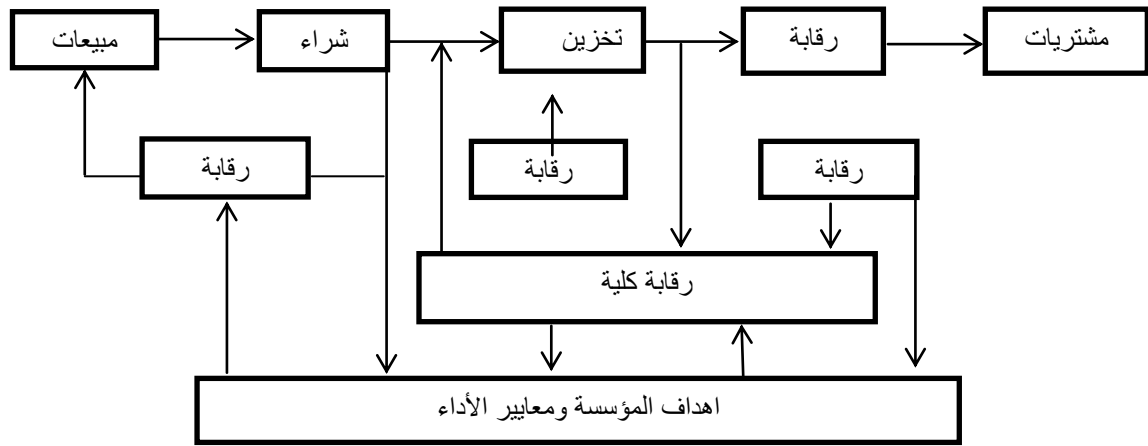 مبيعات
شراء
تخزين
رقابة
مشتريات
رقابة
رقابة
رقابة
رقابة كلية
اهداف المؤسسة ومعايير الأداء